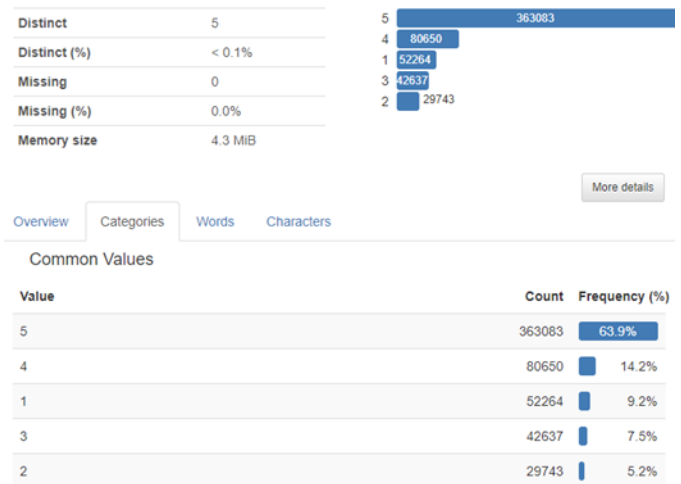 Distinct 5
Distinct (%) < 0.1%
Missing 0
Missing (%) 0.0%
Memory size 4.3 MiB
5 363083
4 80650
1 52264
3 42637
2 29743
More details
Overview Categories Words Characters
Common Values
Value Count Frequency (%)
5 363083 63.9%
4 80650 14.2%
1 52264 9.2%
3 42637 7.5%
2 29743 5.2%